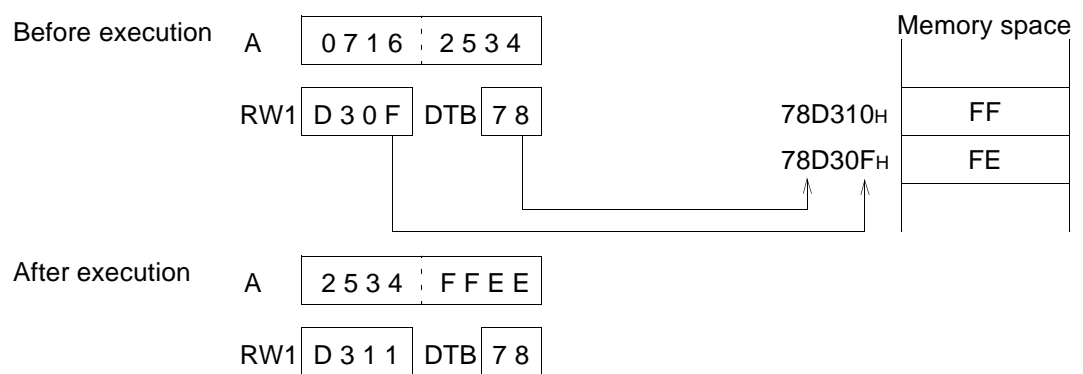 Before execution A 0716 2534 Memory space
RW1 D30F DTB 78 78D310H FF
78D30FH FE
After execution A 2534 FFEE
RW1 D311 DTB 78